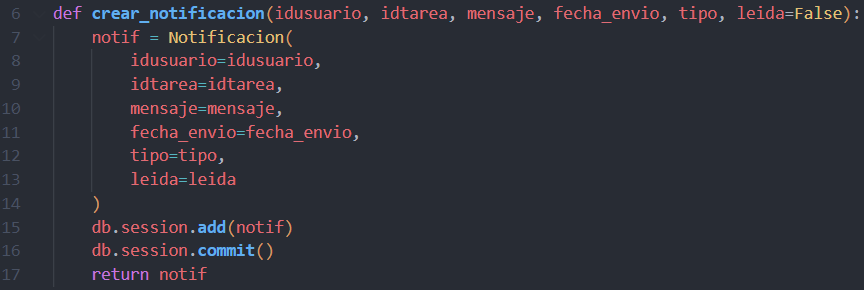 6 def crear_notificacion(idusuario, idtarea, mensaje, fecha_envio, tipo, leida=False):
7     notif = Notificacion(
8         idusuario=idusuario,
9         idtarea=idtarea,
10         mensaje=mensaje,
11         fecha_envio=fecha_envio,
12         tipo=tipo,
13         leida=leida
14     )
15     db.session.add(notif)
16     db.session.commit()
17     return notif